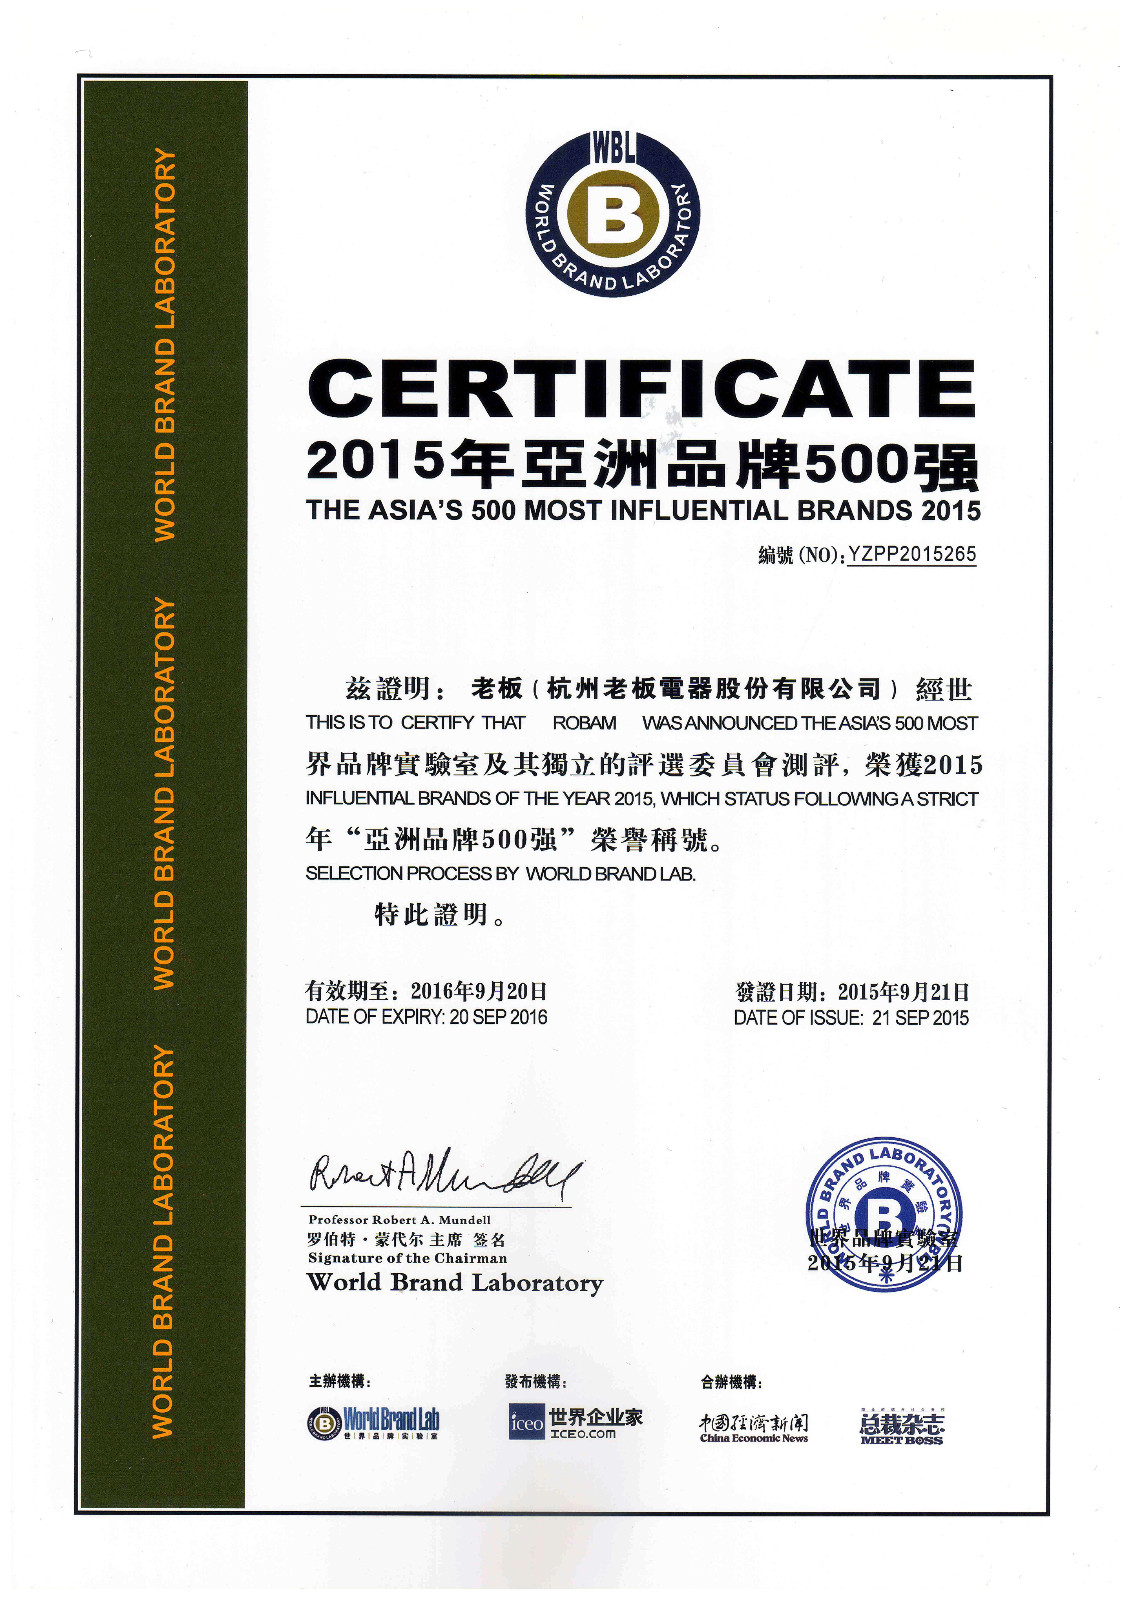 WORLD BRAND LABORATORY WORLD BRAND LABORATORY WORLD BRAND LABORATORY
WBL
B
WORLD BRAND LABORATORY
CERTIFICATE
2015年亞洲品牌500强
THE ASIA'S 500 MOST INFLUENTIAL BRANDS 2015
編號(NO):YZPP2015265
兹證明：老板(杭州老板電器股份有限公司)經世
THIS IS TO CERTIFY THAT ROBAM WAS ANNOUNCED THE ASIA'S 500 MOST
界品牌實驗室及其獨立的評選委員會測評，榮獲2015
INFLUENTIAL BRANDS OF THE YEAR 2015, WHICH STATUS FOLLOWING A STRICT
年“亞洲品牌500强”榮譽稱號。
SELECTION PROCESS BY WORLD BRAND LAB.
特此證明。
有效期至：2016年9月20日
DATE OF EXPIRY: 20 SEP 2016
發證日期：2015年9月21日
DATE OF ISSUE: 21 SEP 2015
Robert A Mundell
Professor Robert A. Mundell
罗伯特·蒙代尔 主席 签名
Signature of the Chairman
World Brand Laboratory
WORLD BRAND LABORATORY(WBL)
世界品牌實驗室
B
世界品牌實驗室
2015年9月21日
主辦機構：
WBL
B
World Brand Lab
世界品牌实验室
發布機構：
iceo
世界企业家
ICEO.COM
合辦機構：
中國经济新闻
China Economic News
总裁杂志
MEET BOSS